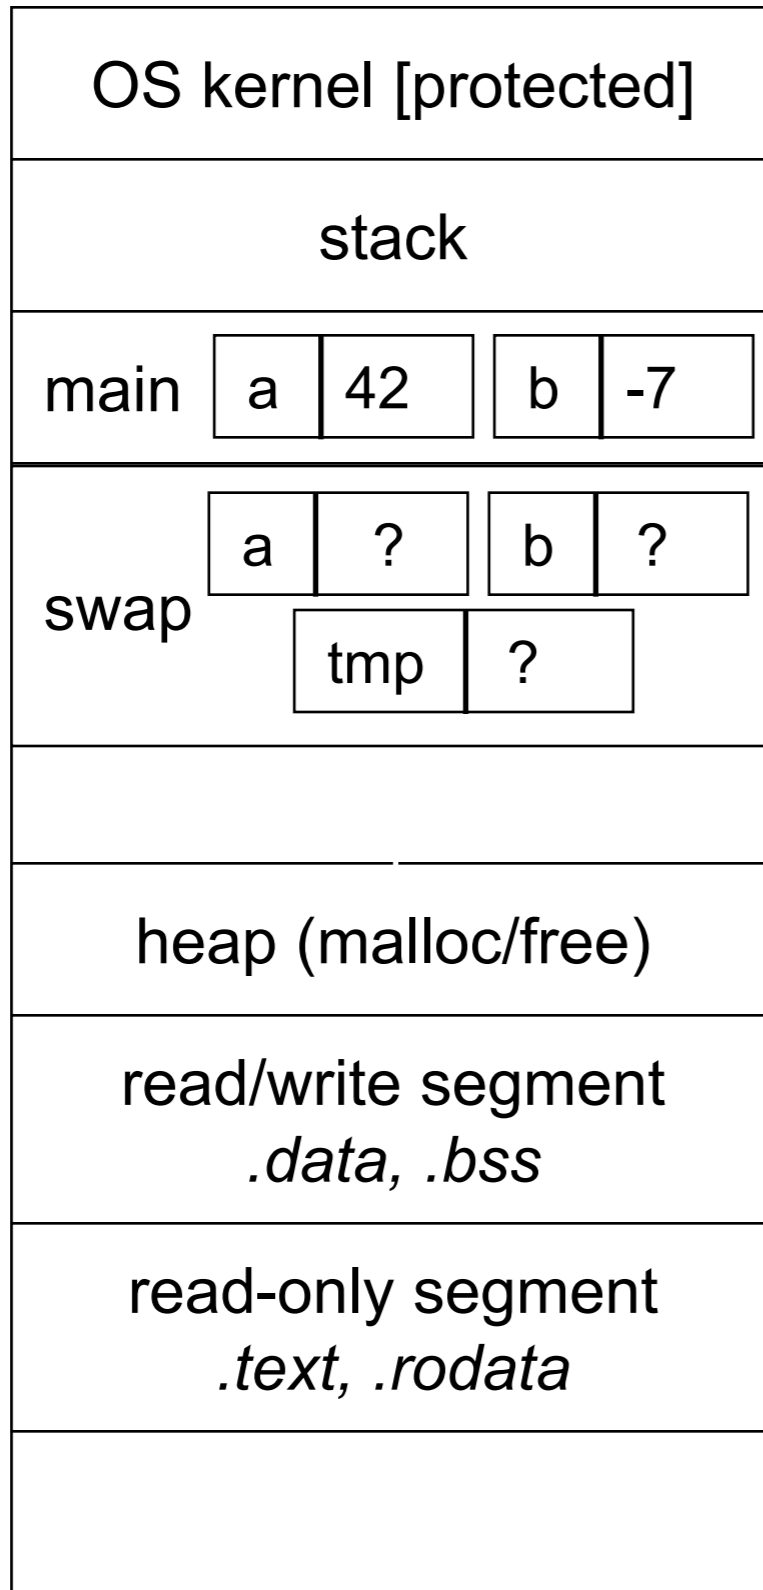 OS kernel [protected]
stack
main a 42 b -7
a ? b ?
swap
tmp ?
heap (malloc/free)
read/write segment
.data, .bss
read-only segment
.text, .rodata